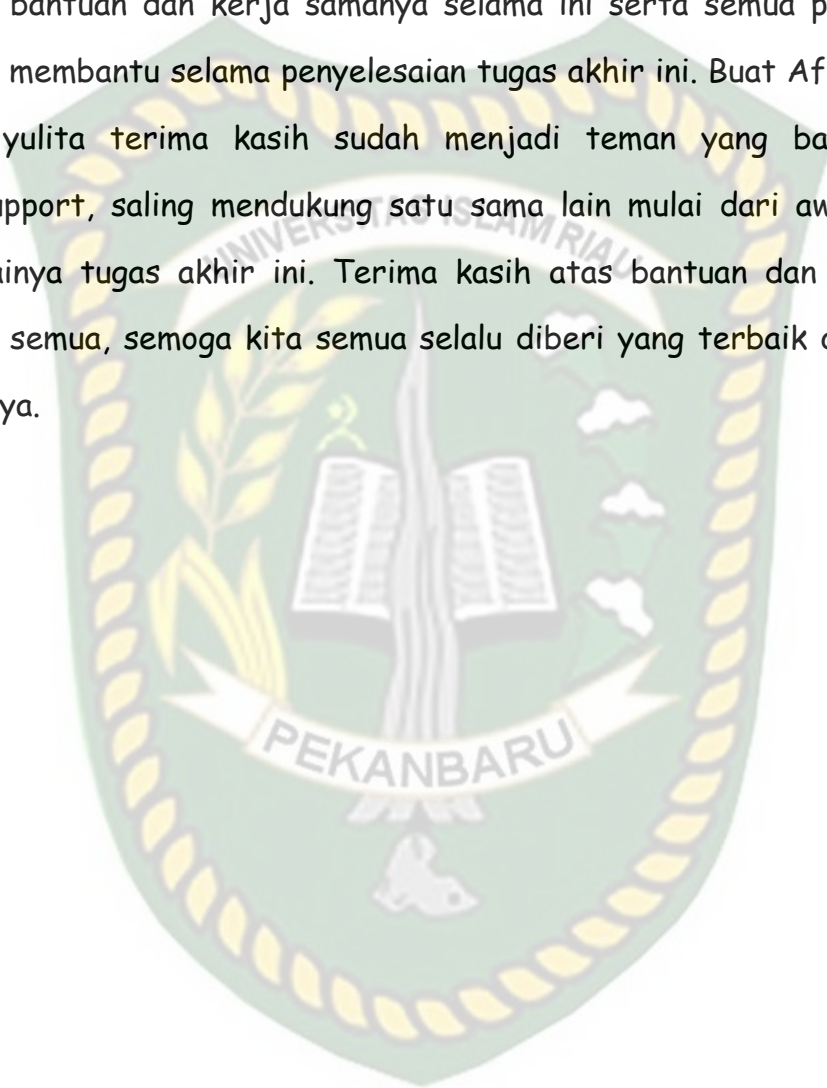 bantuan dan kerja samanya selama ini serta semua p
membantu selama penyelesaian tugas akhir ini. Buat Af
yulita terima kasih sudah menjadi teman yang ba
pport, saling mendukung satu sama lain mulai dari aw
inya tugas akhir ini. Terima kasih atas bantuan dan
semua, semoga kita semua selalu diberi yang terbaik
ya.
UNIVERSITAS ISLAM RIAU
PEKANBARU